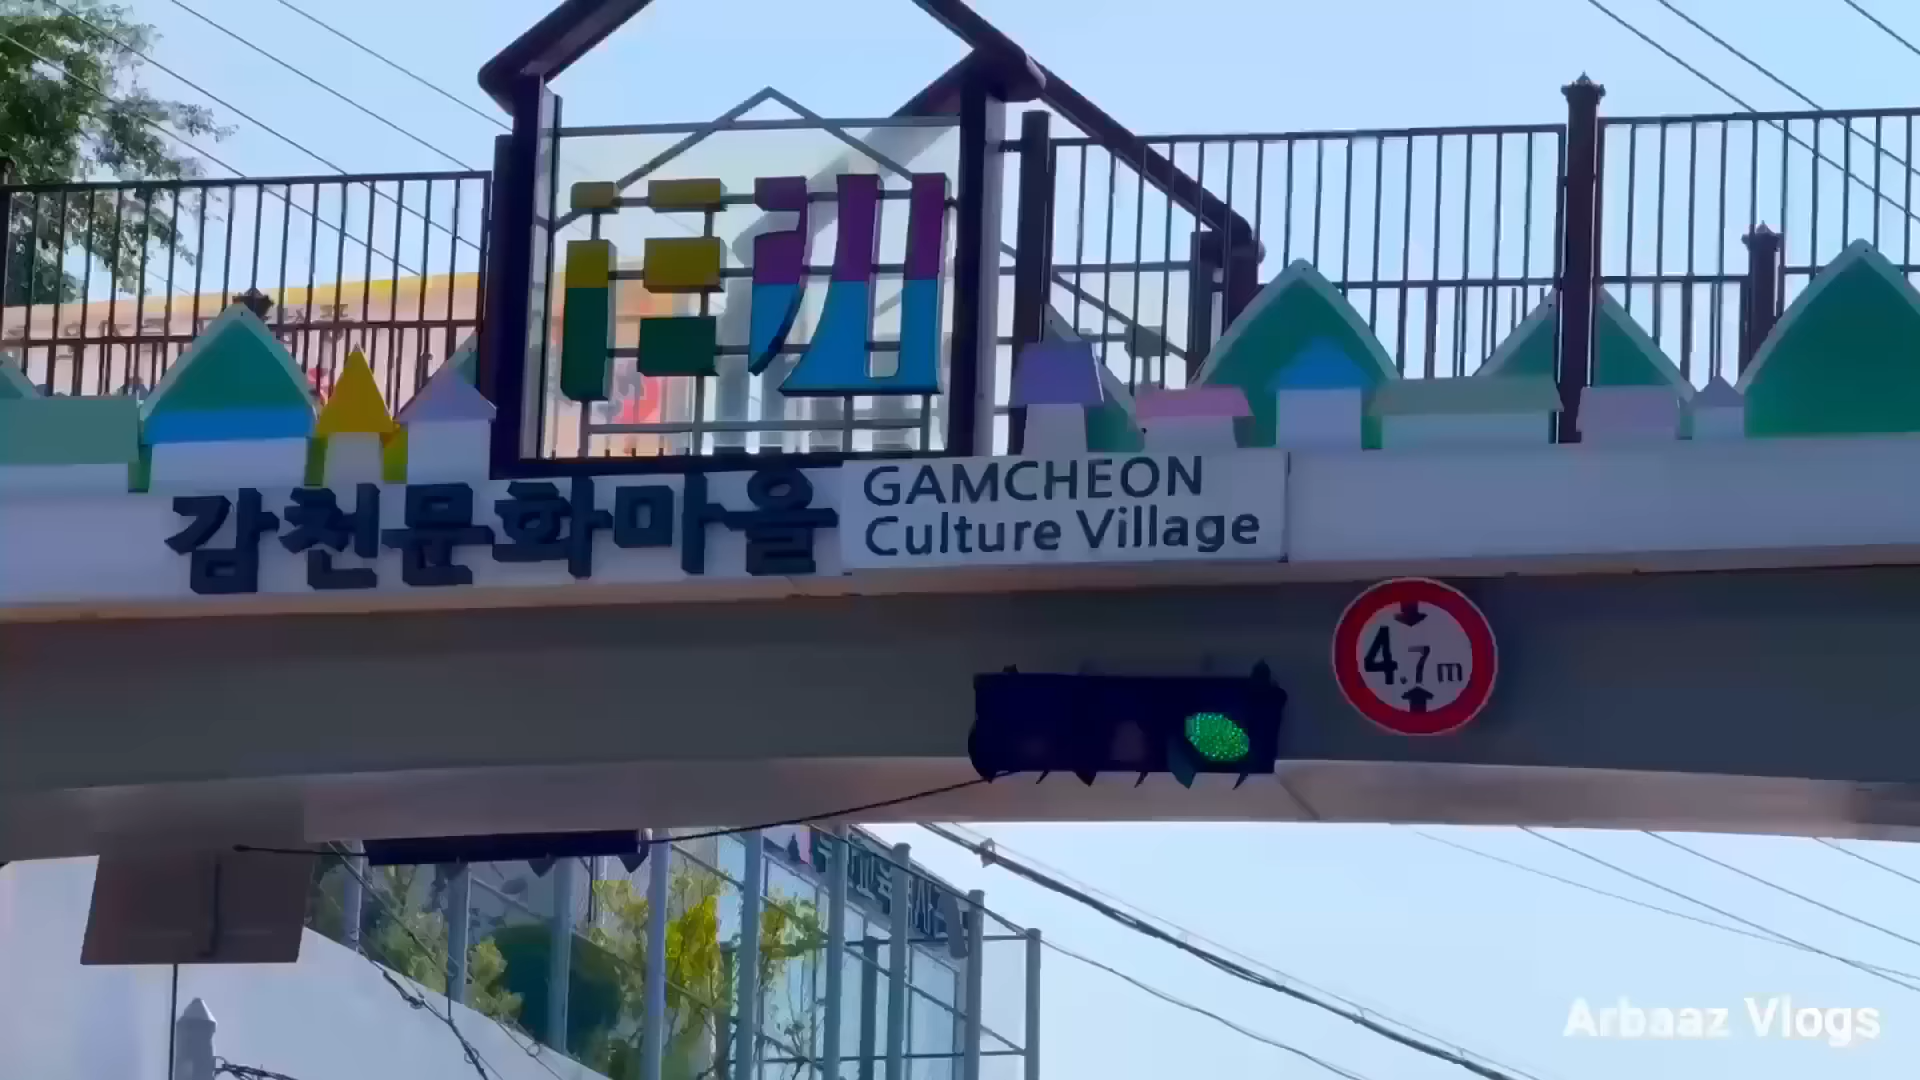 감천문화마을
GAMCHEON
Culture Village
4.7m
Arbaaz Vlogs